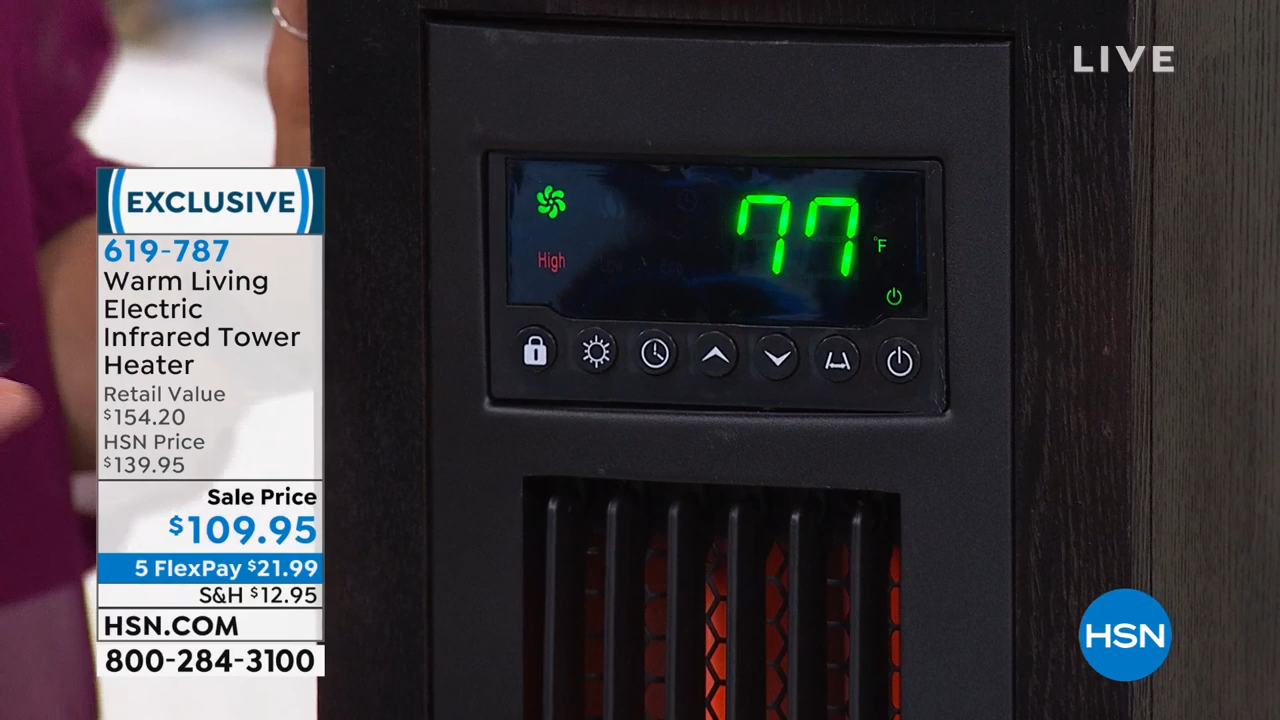 LIVE
EXCLUSIVE
619-787
Warm Living
Electric
Infrared Tower
Heater
Retail Value
$154.20
HSN Price
$139.95
Sale Price
$109.95
5 FlexPay $21.99
S&H $12.95
HSN.COM
800-284-3100
77
°F
High
HSN